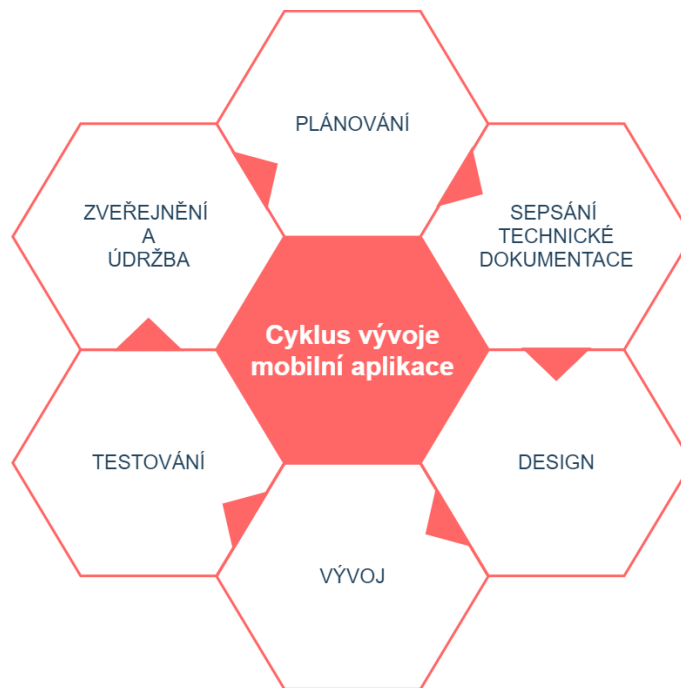 PLÁNOVÁNÍ
SEPSÁNÍ
TECHNICKÉ
DOKUMENTACE
DESIGN
VÝVOJ
TESTOVÁNÍ
ZVEŘEJNĚNÍ
A
ÚDRŽBA
Cyklus vývoje
mobilní aplikace